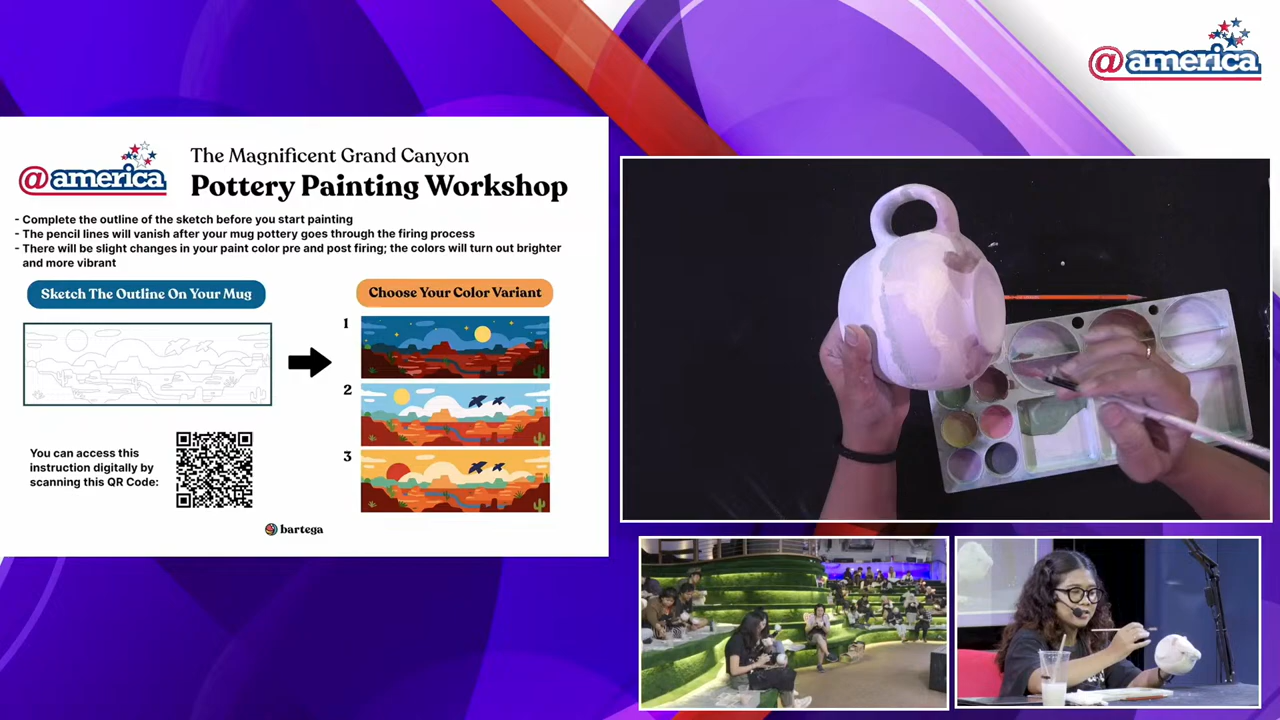 @america
@america
The Magnificent Grand Canyon
Pottery Painting Workshop
- Complete the outline of the sketch before you start painting
- The pencil lines will vanish after your mug pottery goes through the firing process
- There will be slight changes in your paint color pre and post firing; the colors will turn out brighter
and more vibrant
Sketch The Outline On Your Mug
Choose Your Color Variant
1
2
3
You can access this
instruction digitally by
scanning this QR Code:
bartega